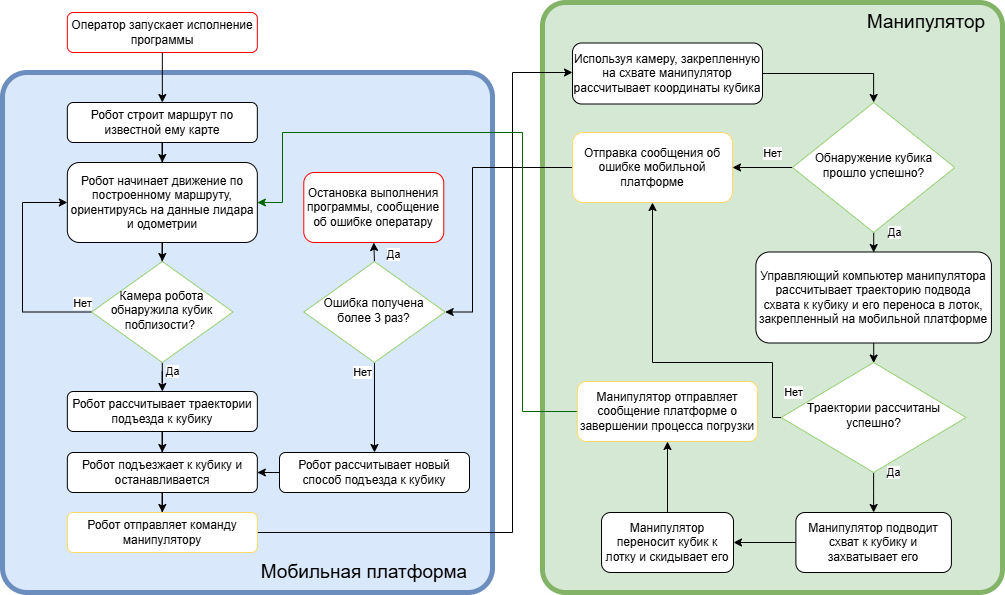 Оператор запускает исполнение
программы
Робот строит маршрут по
известной ему карте
Робот начинает движение по
построенному маршруту,
ориентируясь на данные лидара
и одометрии
Камера робота
обнаружила кубик
поблизости?
Нет
Да
Робот рассчитывает траектории
подъезда к кубику
Робот подъезжает к кубику и
останавливается
Робот отправляет команду
манипулятору
Остановка выполнения
программы, сообщение
об ошибке оператару
Да
Ошибка получена
более 3 раз?
Нет
Робот рассчитывает новый
способ подъезда к кубику
Мобильная платформа
Манипулятор
Используя камеру, закрепленную
на схвате манипулятор
рассчитывает координаты кубика
Обнаружение кубика
прошло успешно?
Нет
Отправка сообщения об
ошибке мобильной
платформе
Да
Управляющий компьютер манипулятора
рассчитывает траекторию подвода
схвата к кубику и его переноса в лоток,
закрепленный на мобильной платформе
Траектории рассчитаны
успешно?
Нет
Да
Манипулятор подводит
схват к кубику и
захватывает его
Манипулятор
переносит кубик к
лотку и скидывает его
Манипулятор отправляет
сообщение платформе о
завершении процесса погрузки